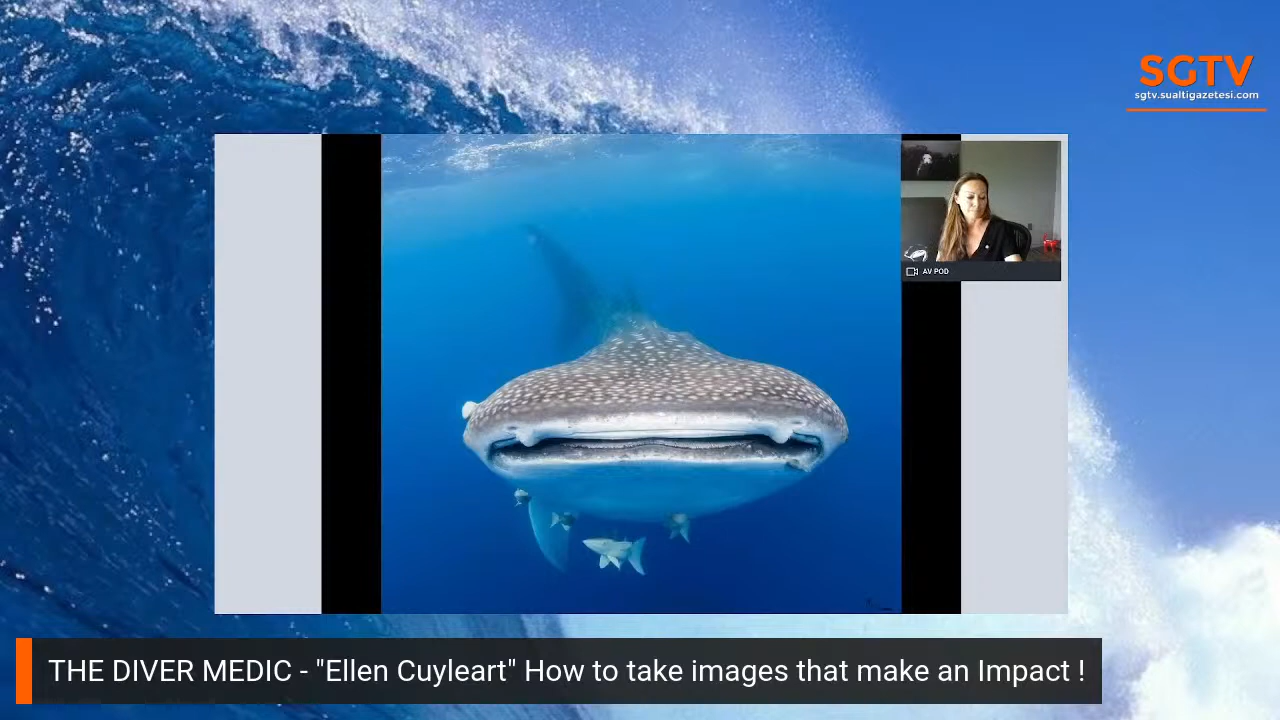 SGTV
sgtv.sualtigazetesi.com
AV POD
THE DIVER MEDIC - "Ellen Cuyleart" How to take images that make an Impact !